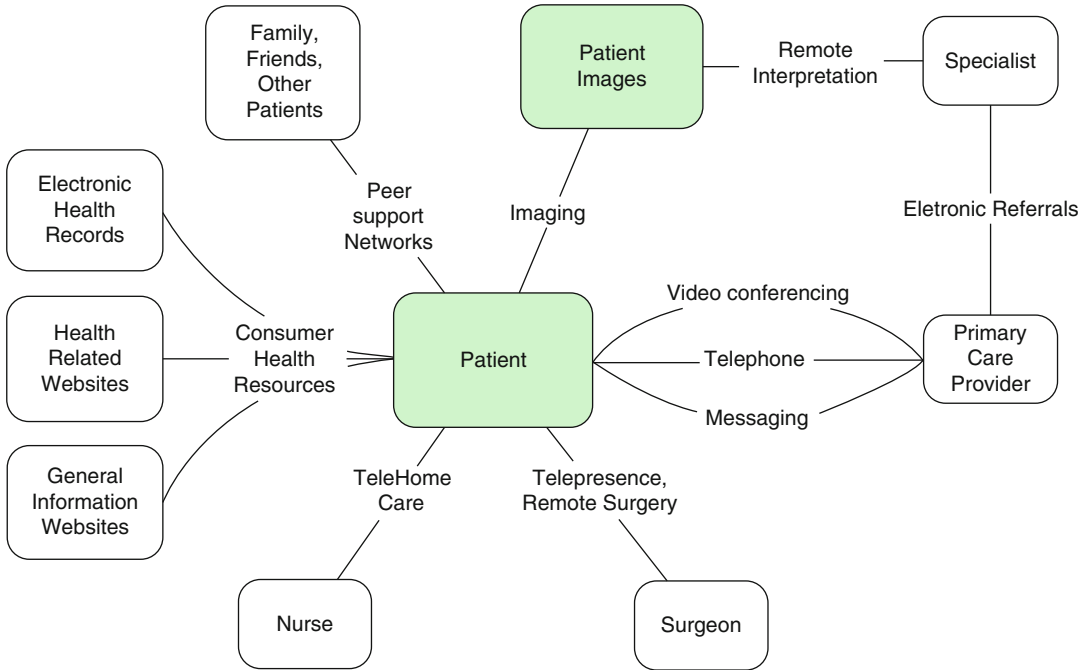 Family,
Friends,
Other
Patients
Patient
Images
Remote
Interpretation
Specialist
Electronic
Health
Records
Peer
support
Networks
Imaging
Eletronic Referrals
Health
Related
Websites
Consumer
Health
Resources
Patient
Video conferencing
Telephone
Messaging
Primary
Care
Provider
General
Information
Websites
TeleHome
Care
Telepresence,
Remote Surgery
Nurse
Surgeon